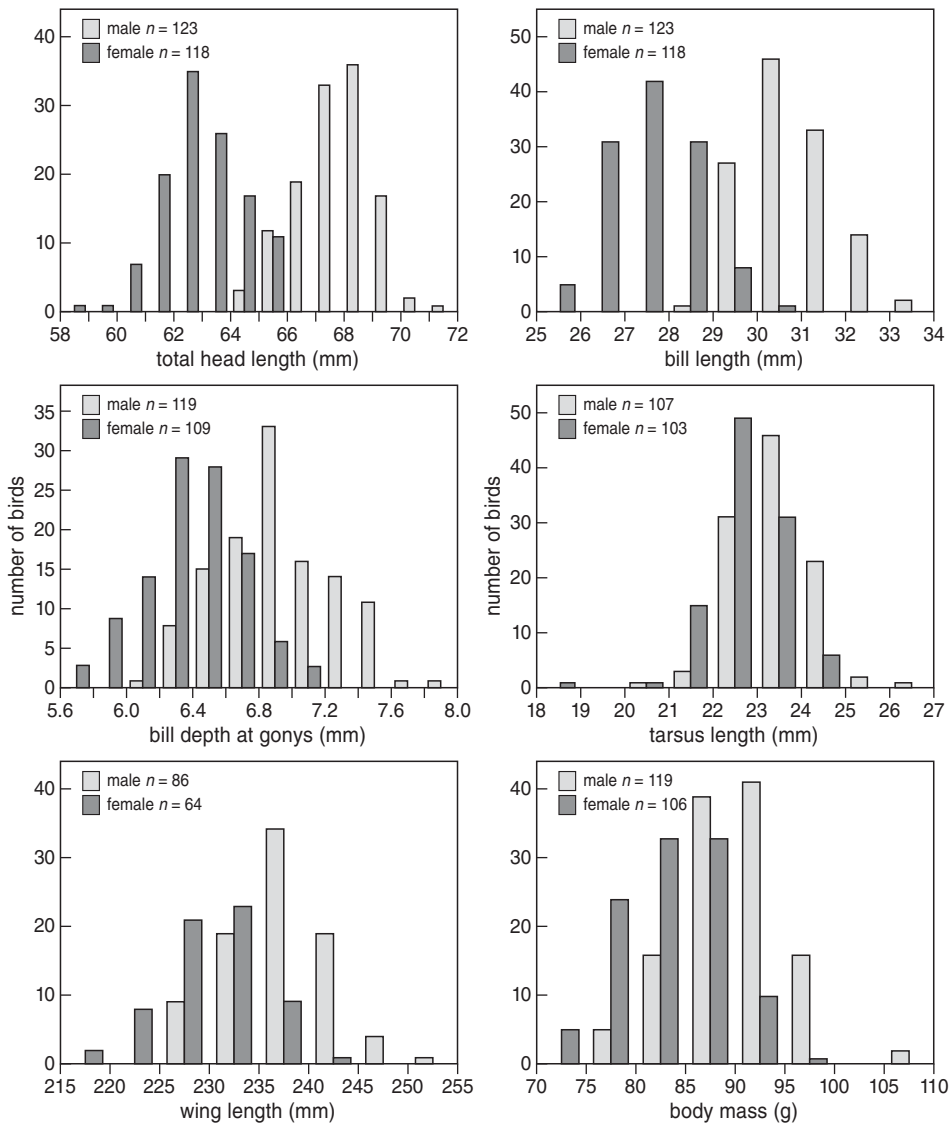 40
30
20
10
0
male n = 123
female n = 118
58 60 62 64 66 68 70 72
total head length (mm)
50
40
30
20
10
0
male n = 123
female n = 118
25 26 27 28 29 30 31 32 33 34
bill length (mm)
number of birds
35
30
25
20
15
10
5
0
male n = 119
female n = 109
5.6 6.0 6.4 6.8 7.2 7.6 8.0
bill depth at gonys (mm)
number of birds
50
40
30
20
10
0
male n = 107
female n = 103
18 19 20 21 22 23 24 25 26 27
tarsus length (mm)
40
30
20
10
0
male n = 86
female n = 64
215 220 225 230 235 240 245 250 255
wing length (mm)
40
30
20
10
0
male n = 119
female n = 106
70 75 80 85 90 95 100 105 110
body mass (g)